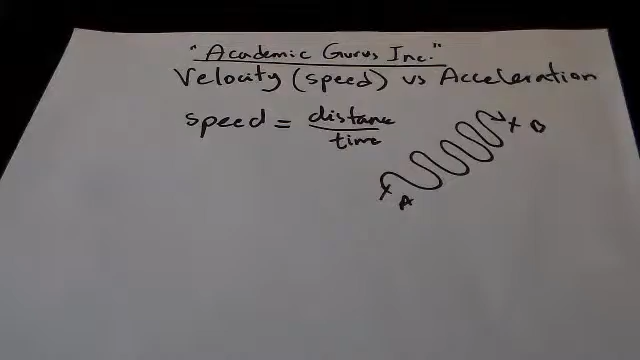 "Academic Gurus Inc."
Velocity (speed) vs Acceleration
speed = distance
time
x B
x
A